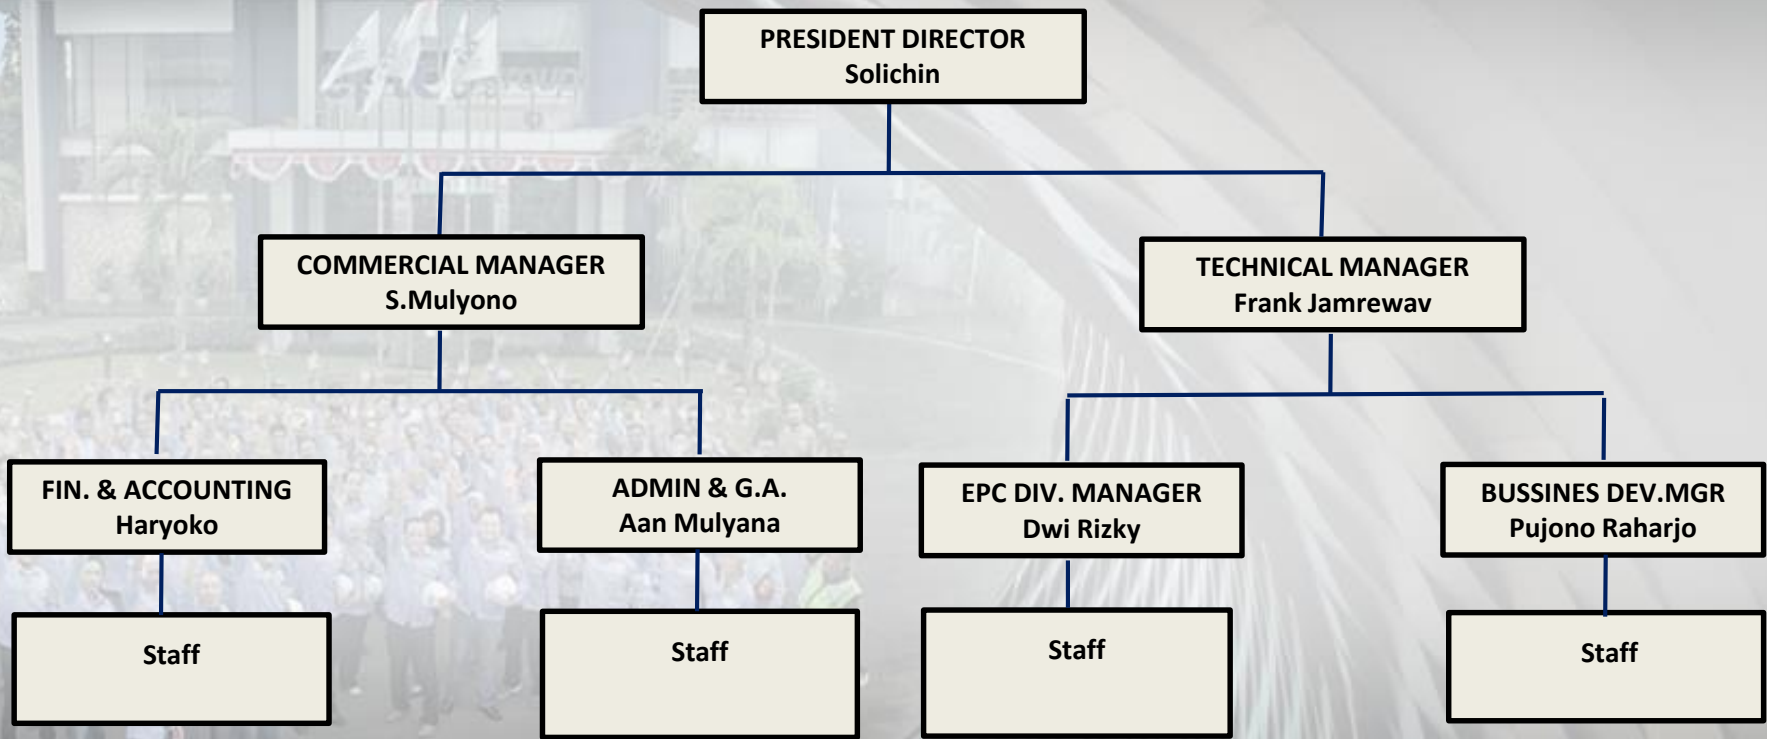 PRESIDENT DIRECTOR
Solichin
COMMERCIAL MANAGER
S.Mulyono
TECHNICAL MANAGER
Frank Jamrewav
FIN. & ACCOUNTING
Haryoko
ADMIN & G.A.
Aan Mulyana
EPC DIV. MANAGER
Dwi Rizky
BUSSINES DEV.MGR
Pujono Raharjo
Staff
Staff
Staff
Staff